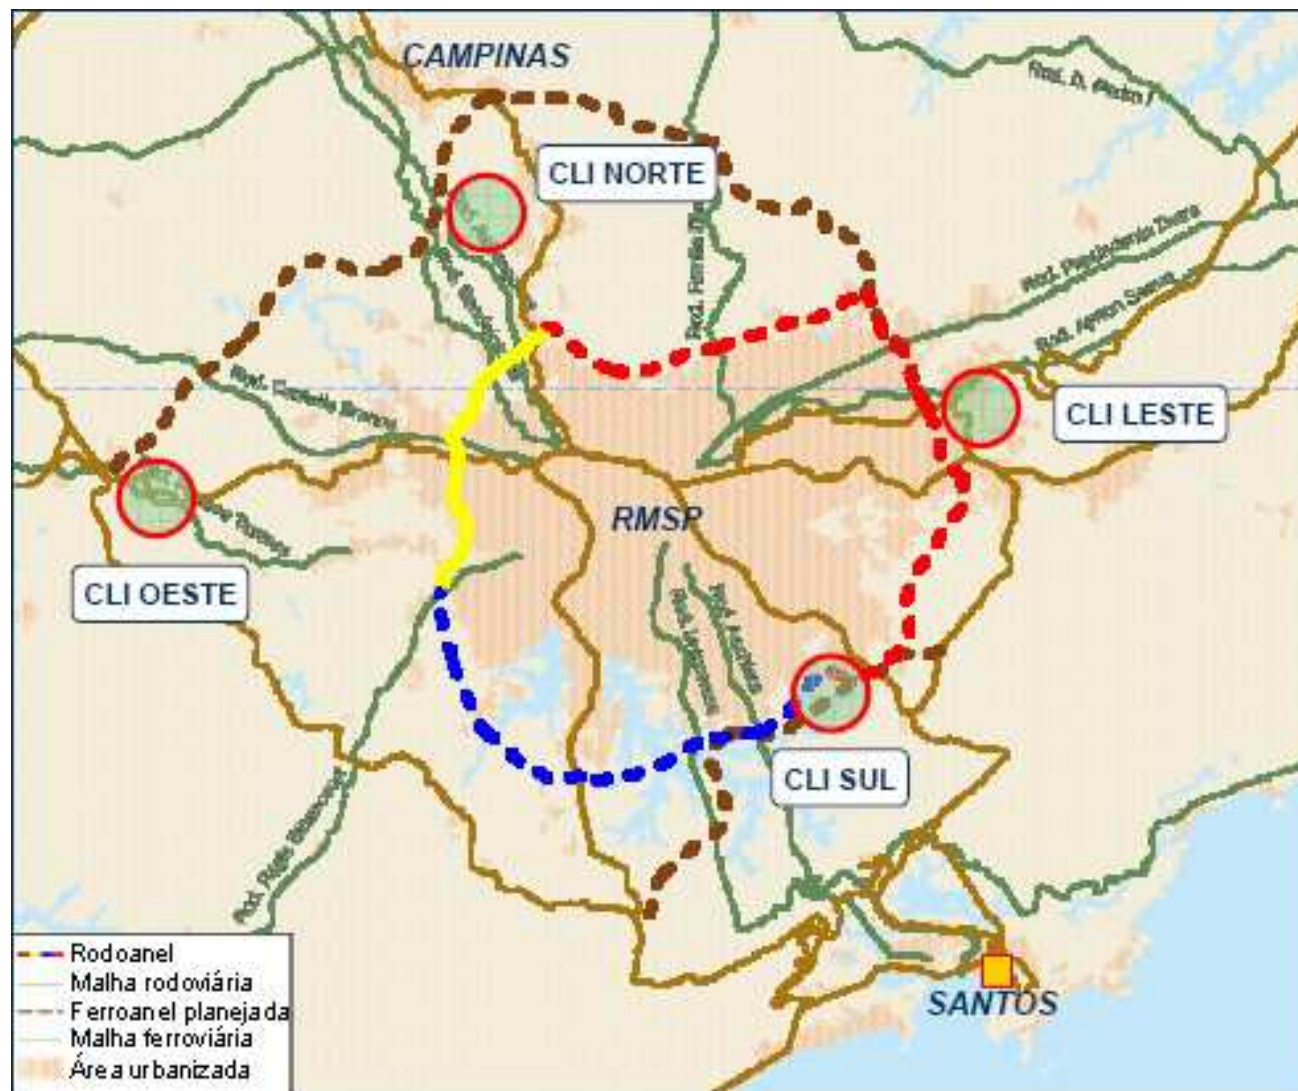 CAMPINAS
Rod. D. Pedro I
CLI NORTE
Rod. Presidente Dutra
Rod. Ayrton Senna
Rod. Castello Branco
CLI LESTE
RMSP
CLI OESTE
Rod. Imigrantes
Rod. Anchieta
CLI SUL
Rod. Régis Bittencourt
SANTOS
Rodoanel
Malha rodoviária
Ferroanel planejada
Malha ferroviária
Área urbanizada